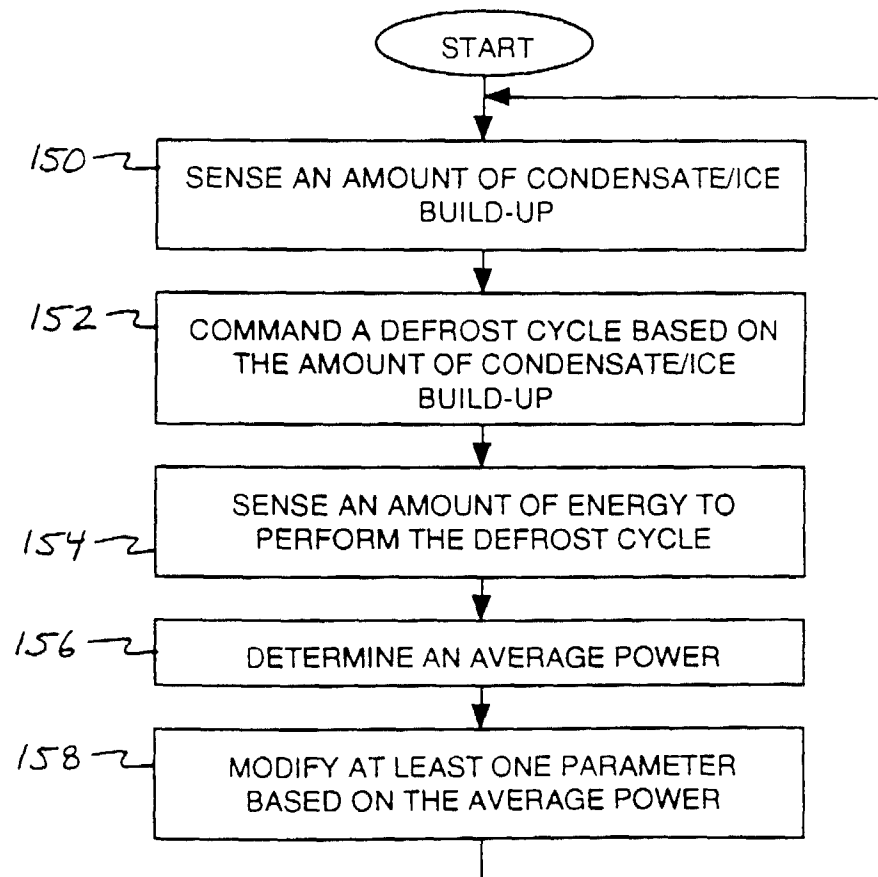 START
150
SENSE AN AMOUNT OF CONDENSATE/ICE
BUILD-UP
152
COMMAND A DEFROST CYCLE BASED ON
THE AMOUNT OF CONDENSATE/ICE
BUILD-UP
154
SENSE AN AMOUNT OF ENERGY TO
PERFORM THE DEFROST CYCLE
156
DETERMINE AN AVERAGE POWER
158
MODIFY AT LEAST ONE PARAMETER
BASED ON THE AVERAGE POWER